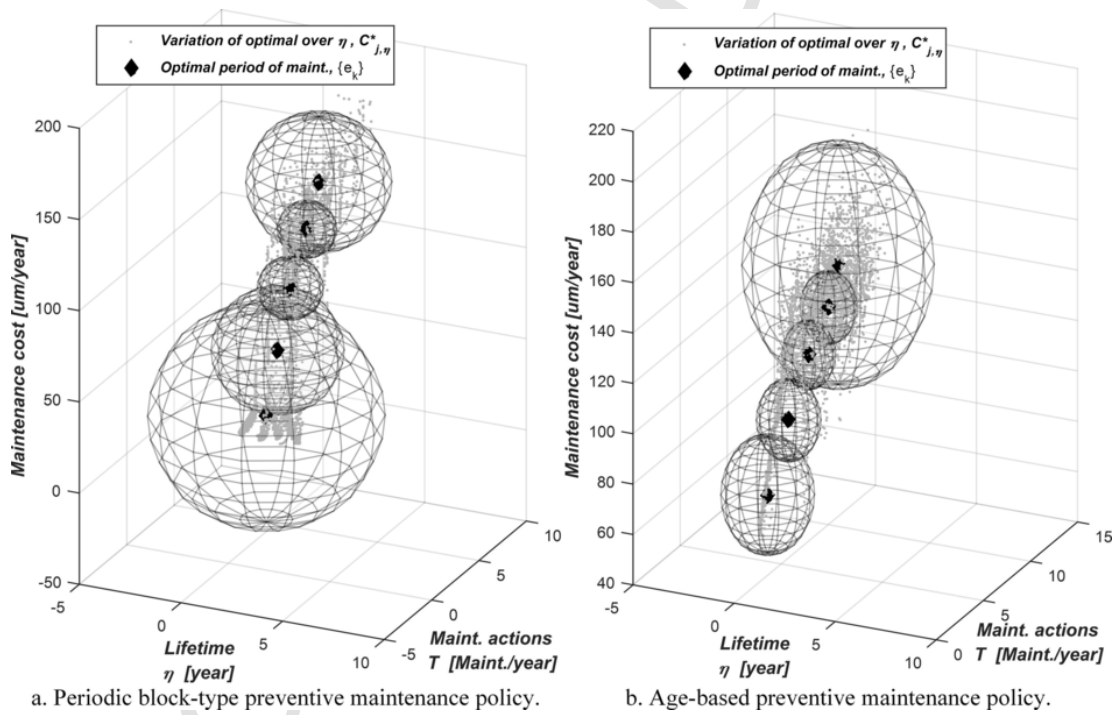 Variation of optimal over η , C*j,η
Optimal period of maint., {ek}
200
150
100
50
0
-50
Maintenance cost [um/year]
-5
0
5
10
Lifetime
η [year]
-5
0
5
10
Maint. actions
T [Maint./year]
a. Periodic block-type preventive maintenance policy.
Variation of optimal over η , C*j,η
Optimal period of maint., {ek}
220
200
180
160
140
120
100
80
60
40
Maintenance cost [um/year]
-5
0
5
10
Lifetime
η [year]
0
5
10
15
Maint. actions
T [Maint./year]
b. Age-based preventive maintenance policy.